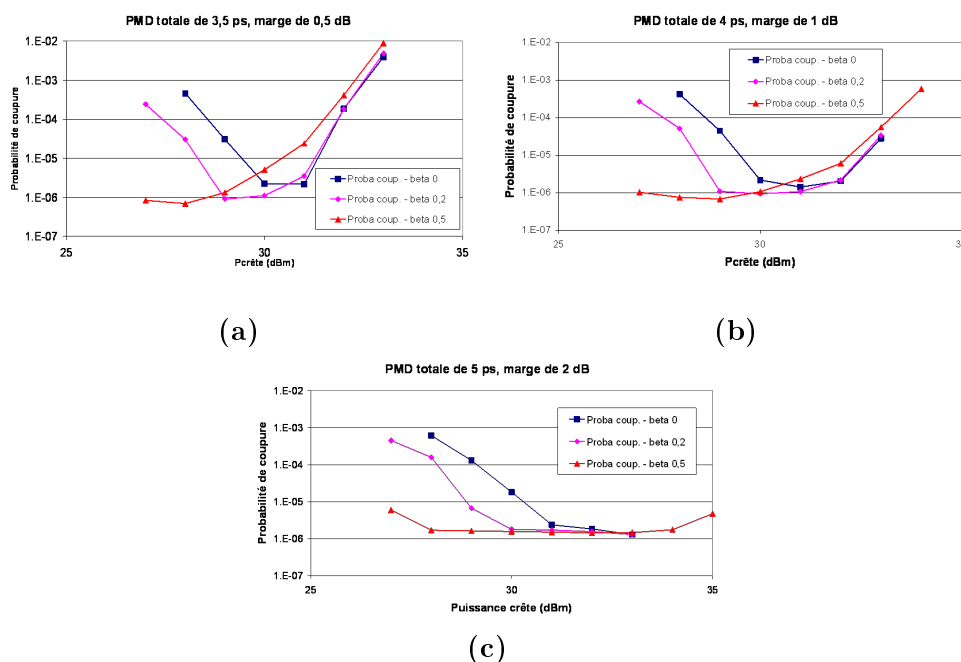 PMD totale de 3,5 ps, marge de 0,5 dB
1.E-02
1.E-03
1.E-04
1.E-05
1.E-06
1.E-07
Probabilité de coupure
Proba coup. - beta 0
Proba coup. - beta 0,2
Proba coup. - beta 0,5
25
30
35
Pcrête (dBm)
(a)
PMD totale de 4 ps, marge de 1 dB
1.E-02
1.E-03
1.E-04
1.E-05
1.E-06
1.E-07
Probabilité de coupure
Proba coup. - beta 0
Proba coup. - beta 0,2
Proba coup. - beta 0,5
25
30
Pcrête (dBm)
(b)
PMD totale de 5 ps, marge de 2 dB
1.E-02
1.E-03
1.E-04
1.E-05
1.E-06
1.E-07
Probabilité de coupure
Proba coup. - beta 0
Proba coup. - beta 0,2
Proba coup. - beta 0,5
25
30
35
Puissance crête (dBm)
(c)